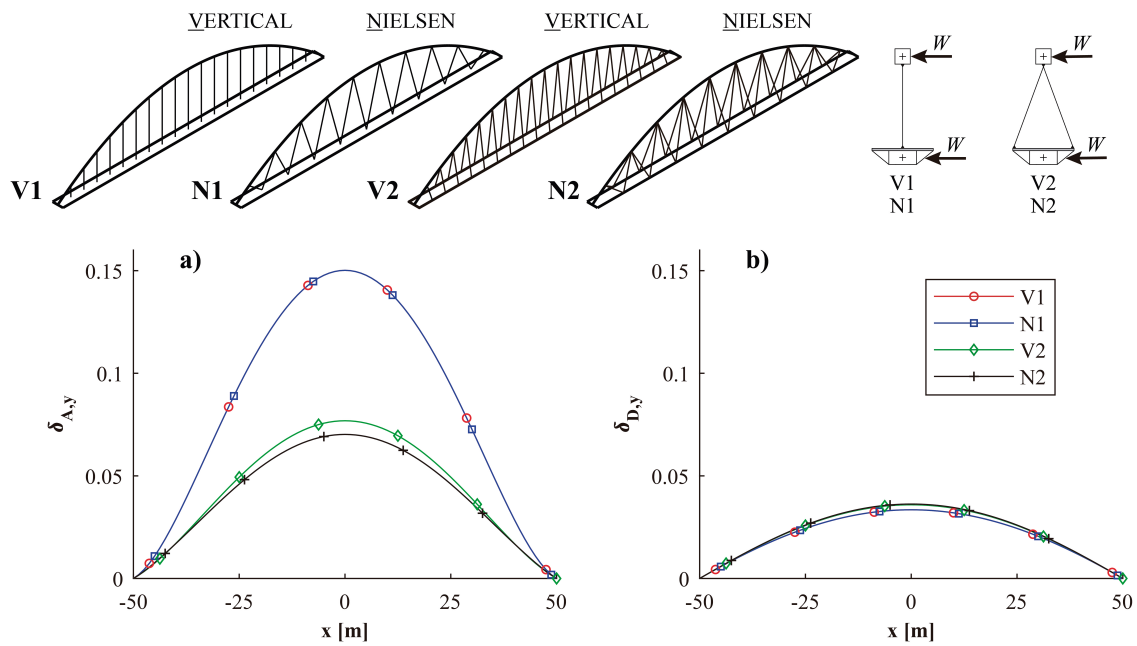 VERTICAL NIELSEN VERTICAL NIELSEN
W W
W W
V1 N1 V2 N2
V1 V2
N1 N2
a)
0.15
0.1
0.05
0
δA,y
-50 -25 0 25 50
x [m]
b)
0.15
0.1
0.05
0
δD,y
-50 -25 0 25 50
x [m]
V1
N1
V2
N2